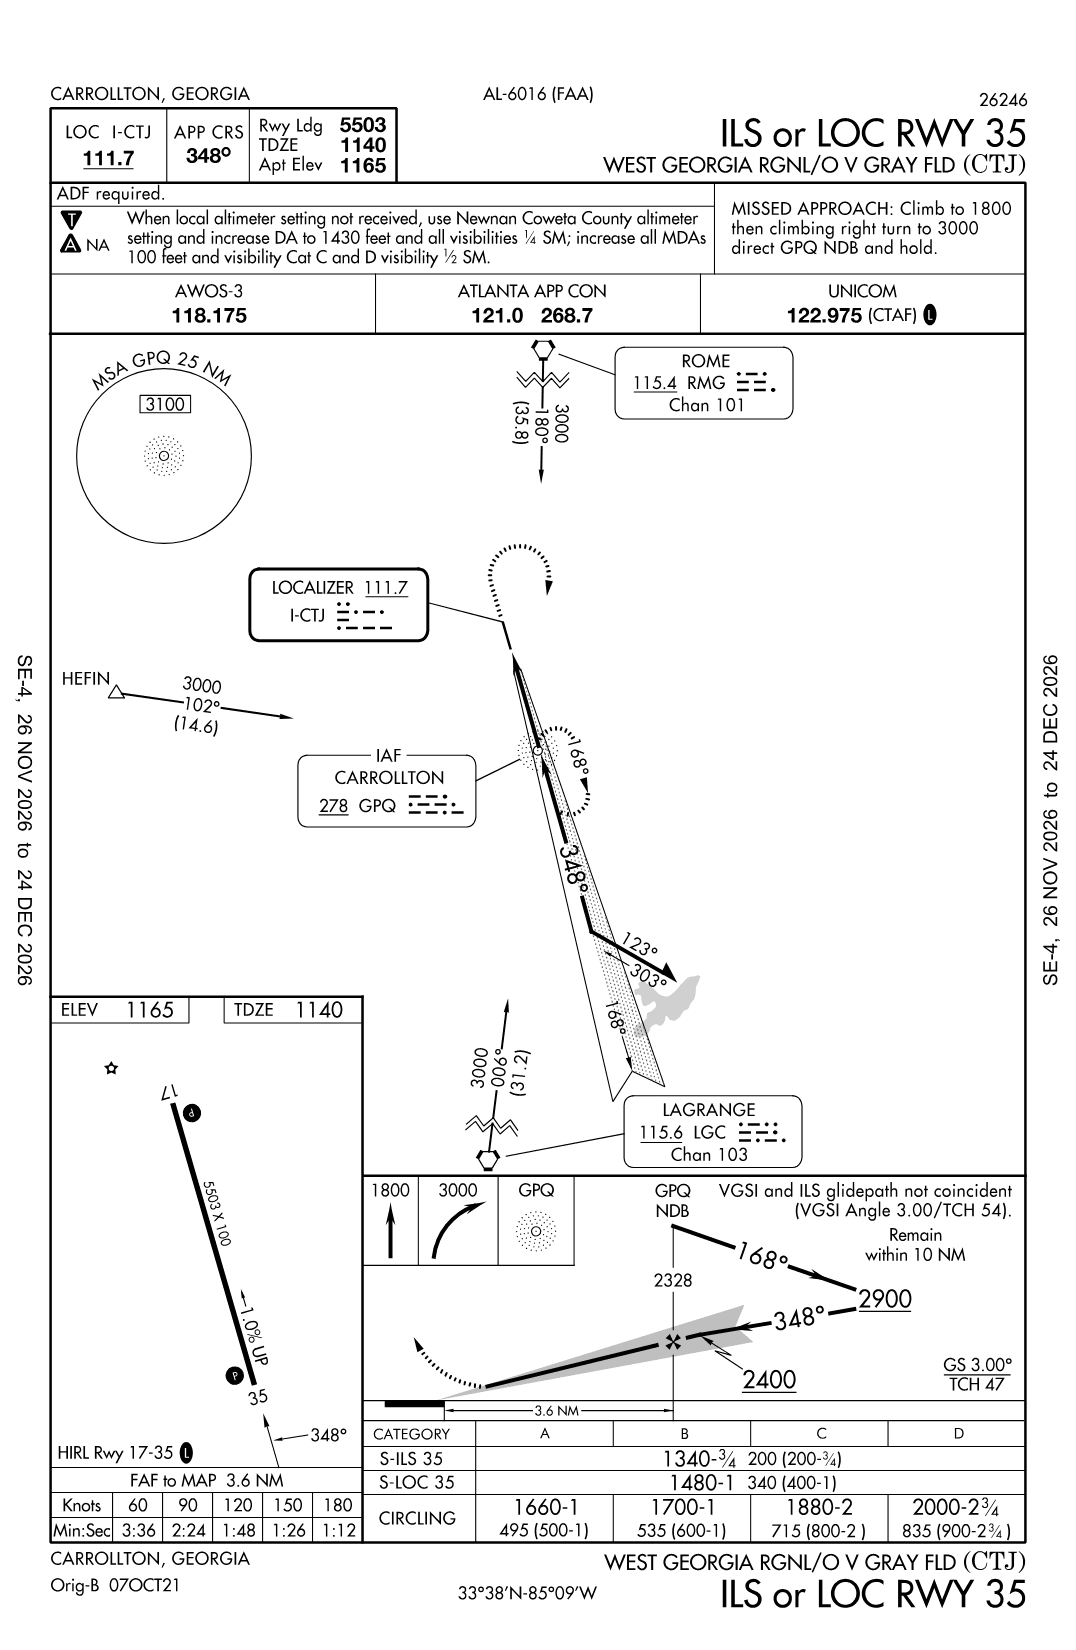 CARROLLTON, GEORGIA
AL-6016 (FAA)
26246
LOC I-CTJ
111.7
APP CRS
348°
Rwy Ldg 5503
TDZE 1140
Apt Elev 1165
ILS or LOC RWY 35
WEST GEORGIA RGNL/O V GRAY FLD (CTJ)
ADF required.
T
A NA
When local altimeter setting not received, use Newnan Coweta County altimeter
setting and increase DA to 1430 feet and all visibilities ¼ SM; increase all MDAs
100 feet and visibility Cat C and D visibility ½ SM.
MISSED APPROACH: Climb to 1800
then climbing right turn to 3000
direct GPQ NDB and hold.
AWOS-3
118.175
ATLANTA APP CON
121.0 268.7
UNICOM
122.975 (CTAF) L
MSA GPQ 25 NM
3100
ROME
115.4 RMG
Chan 101
3000
180°
(35.8)
LOCALIZER 111.7
I-CTJ
HEFIN
3000
102°
(14.6)
IAF
CARROLLTON
278 GPQ
168°
348°
123°
303°
168°
3000
006°
(31.2)
LAGRANGE
115.6 LGC
Chan 103
SE-4, 26 NOV 2026 to 24 DEC 2026
SE-4, 26 NOV 2026 to 24 DEC 2026
ELEV 1165
TDZE 1140
17
P
5503 X 100
1.0% UP
P
35
348°
HIRL Rwy 17-35 L
FAF to MAP 3.6 NM
Knots 60 90 120 150 180
Min:Sec 3:36 2:24 1:48 1:26 1:12
1800
3000
GPQ
GPQ
NDB
VGSI and ILS glidepath not coincident
(VGSI Angle 3.00/TCH 54).
Remain
within 10 NM
168°
2328
2900
348°
2400
GS 3.00°
TCH 47
3.6 NM
CATEGORY A B C D
S-ILS 35 1340-¾ 200 (200-¾)
S-LOC 35 1480-1 340 (400-1)
CIRCLING
1660-1
495 (500-1)
1700-1
535 (600-1)
1880-2
715 (800-2 )
2000-2¾
835 (900-2¾ )
CARROLLTON, GEORGIA
Orig-B 07OCT21
33°38'N-85°09'W
WEST GEORGIA RGNL/O V GRAY FLD (CTJ)
ILS or LOC RWY 35